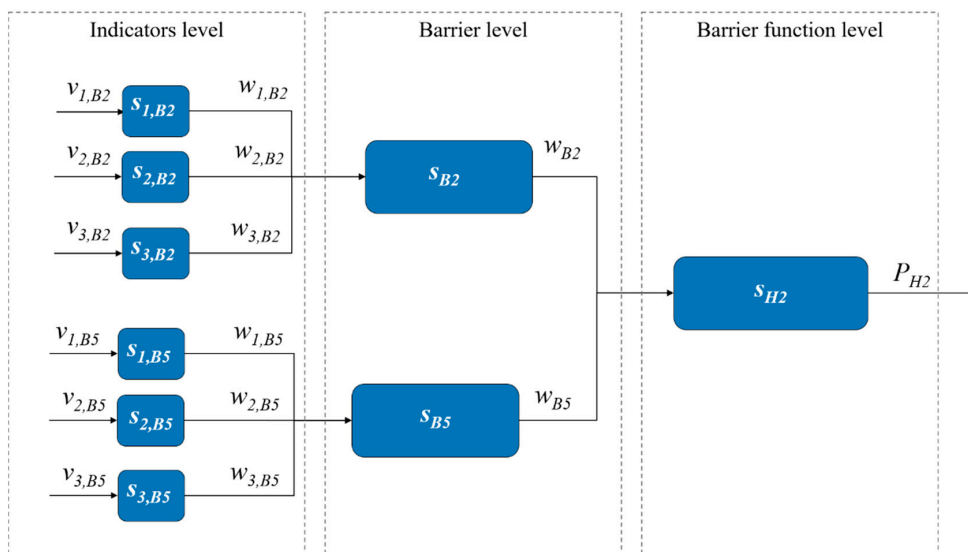 Indicators level
Barrier level
Barrier function level
v1,B2
s1,B2
w1,B2
v2,B2
s2,B2
w2,B2
v3,B2
s3,B2
w3,B2
sB2
wB2
sH2
PH2
v1,B5
s1,B5
w1,B5
v2,B5
s2,B5
w2,B5
v3,B5
s3,B5
w3,B5
sB5
wB5